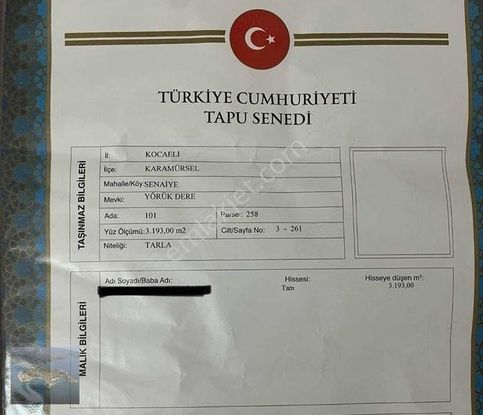 TÜRKİYE CUMHURİYETİ
TAPU SENEDİ
TAŞINMAZ BİLGİLERİ
İl: KOCAELİ
İlçe: KARAMÜRSEL
Mahalle/Köy: SENAİYE
Mevki: YÖRÜK DERE
Ada: 101 Parsel: 258
Yüz Ölçümü: 3.193,00 m2 Cilt/Sayfa No: 3 - 261
Niteliği: TARLA
MALİK BİLGİLERİ
Adı Soyadı/Baba Adı: Hissesi: Hisseye düşen m²:
Tam 3.193,00
emlakjet.com